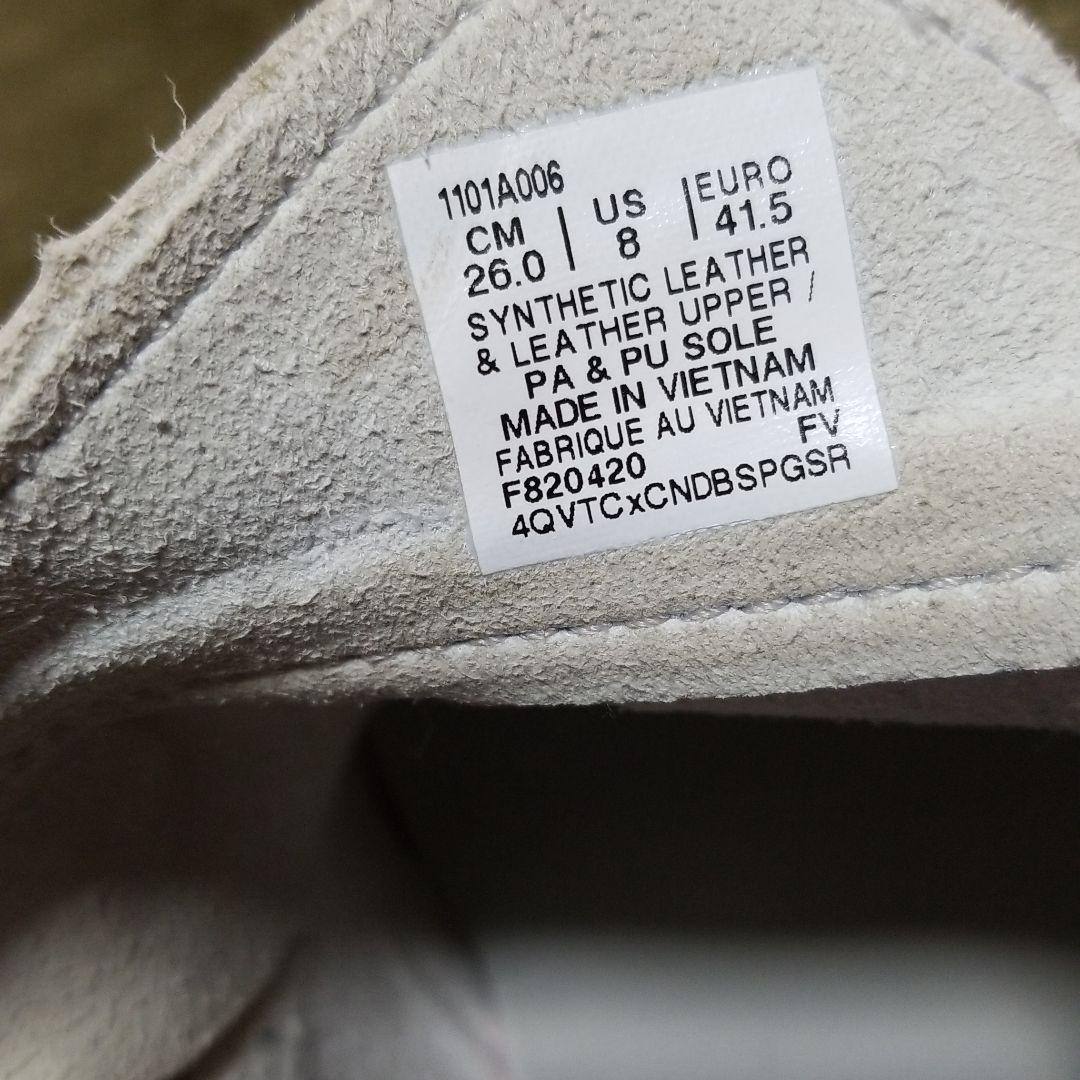 1101A006
CM | US | EURO
26.0 8 41.5
SYNTHETIC LEATHER
& LEATHER UPPER /
PA & PU SOLE
MADE IN VIETNAM
FABRIQUE AU VIETNAM
F820420 FV
4QVTCxCNDBSPGSR